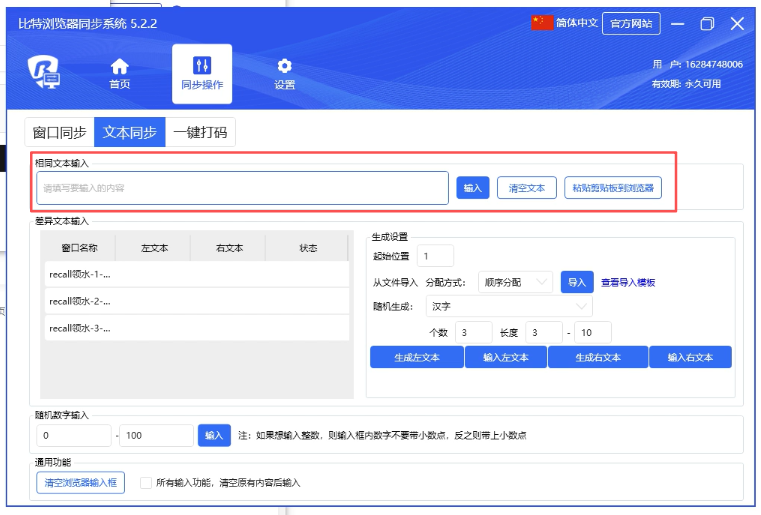 比特浏览器同步系统 5.2.2
简体中文 官方网站
首页 同步操作 设置
用 户: 16284748006
有效期: 永久可用
窗口同步 文本同步 一键打码
相同文本输入
请填写要输入的内容 输入 清空文本 粘贴剪贴板到浏览器
差异文本输入
窗口名称 左文本 右文本 状态
recall领水-1-...
recall领水-2-...
recall领水-3-...
生成设置
起始位置 1
从文件导入 分配方式: 顺序分配 导入 查看导入模板
随机生成: 汉字
个数 3 长度 3 - 10
生成左文本 输入左文本 生成右文本 输入右文本
随机数字输入
0 - 100 输入 注: 如果想输入整数, 则输入框内数字不要带小数点, 反之则带上小数点
通用功能
清空浏览器输入框 所有输入功能, 清空原有内容后输入